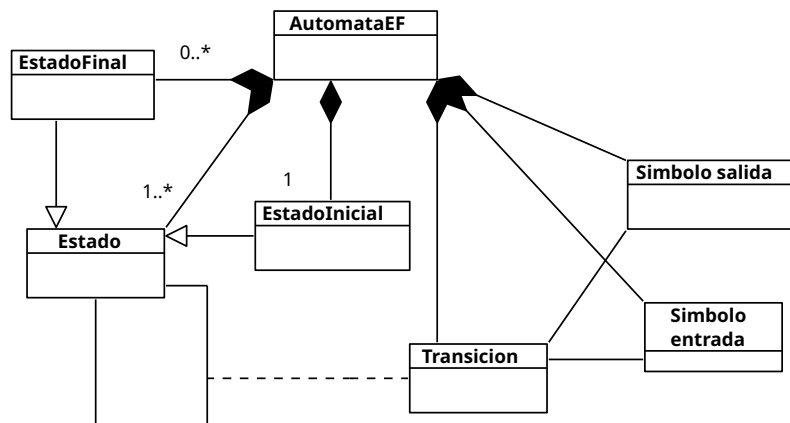 AutomataEF
0..*
EstadoFinal
Simbolo salida
1..*
1
EstadoInicial
Estado
Simbolo
entrada
Transicion